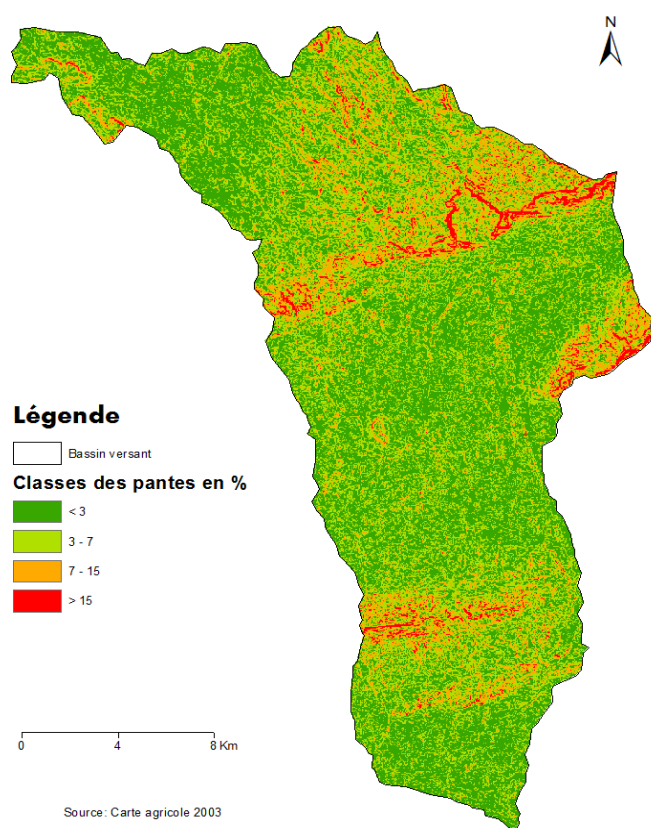 N
Légende
Bassin versant
Classes des pantes en %
< 3
3 - 7
7 - 15
> 15
0 4 8 Km
Source: Carte agricole 2003